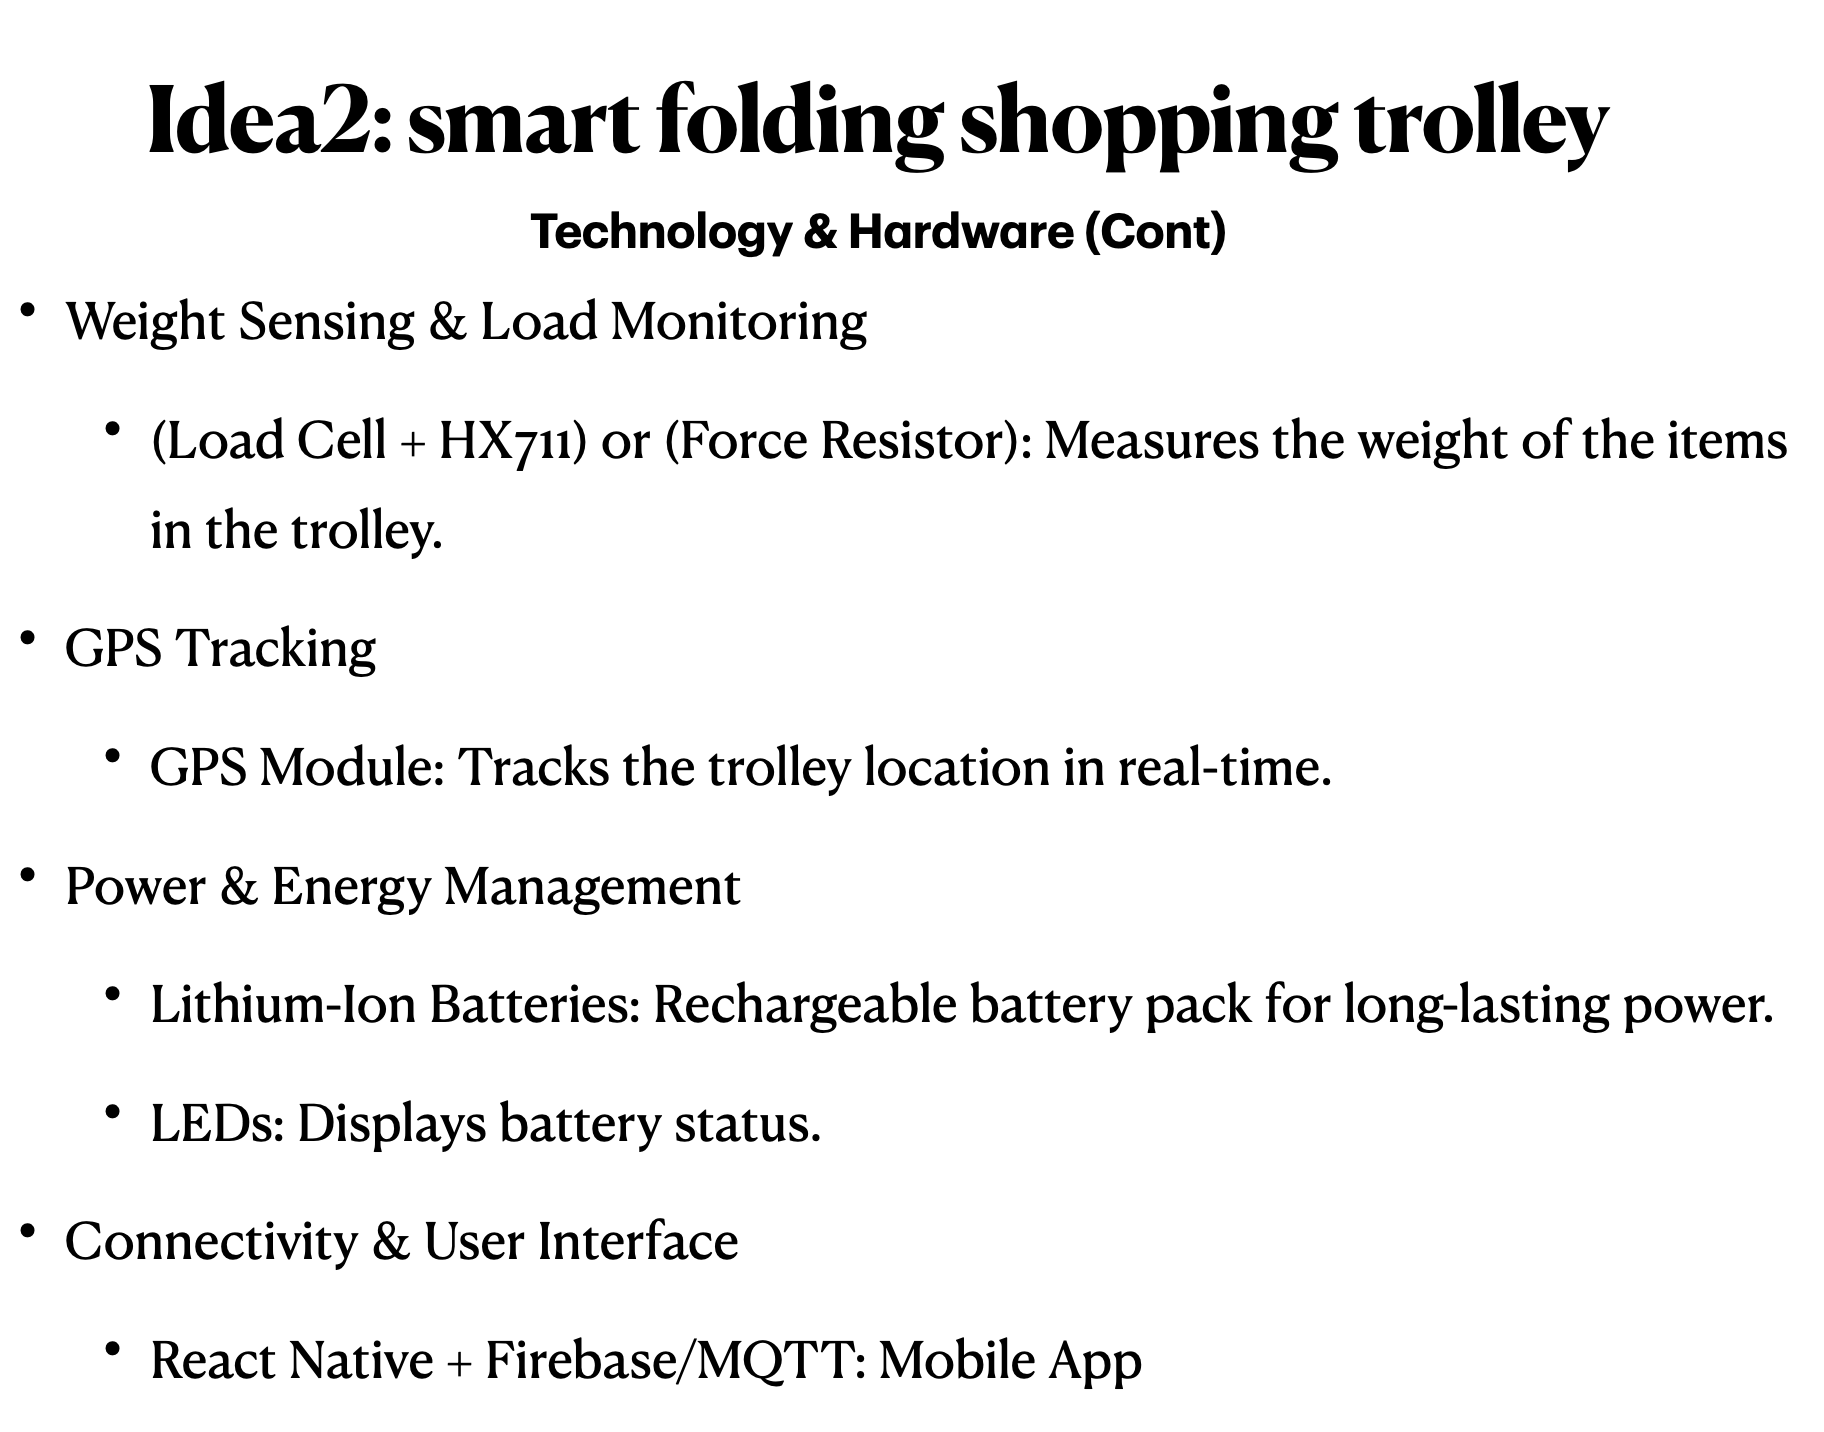 Idea2: smart folding shopping trolley
Technology & Hardware (Cont)
• Weight Sensing & Load Monitoring
• (Load Cell + HX711) or (Force Resistor): Measures the weight of the items
in the trolley.
• GPS Tracking
• GPS Module: Tracks the trolley location in real-time.
• Power & Energy Management
• Lithium-Ion Batteries: Rechargeable battery pack for long-lasting power.
• LEDs: Displays battery status.
• Connectivity & User Interface
• React Native + Firebase/MQTT: Mobile App